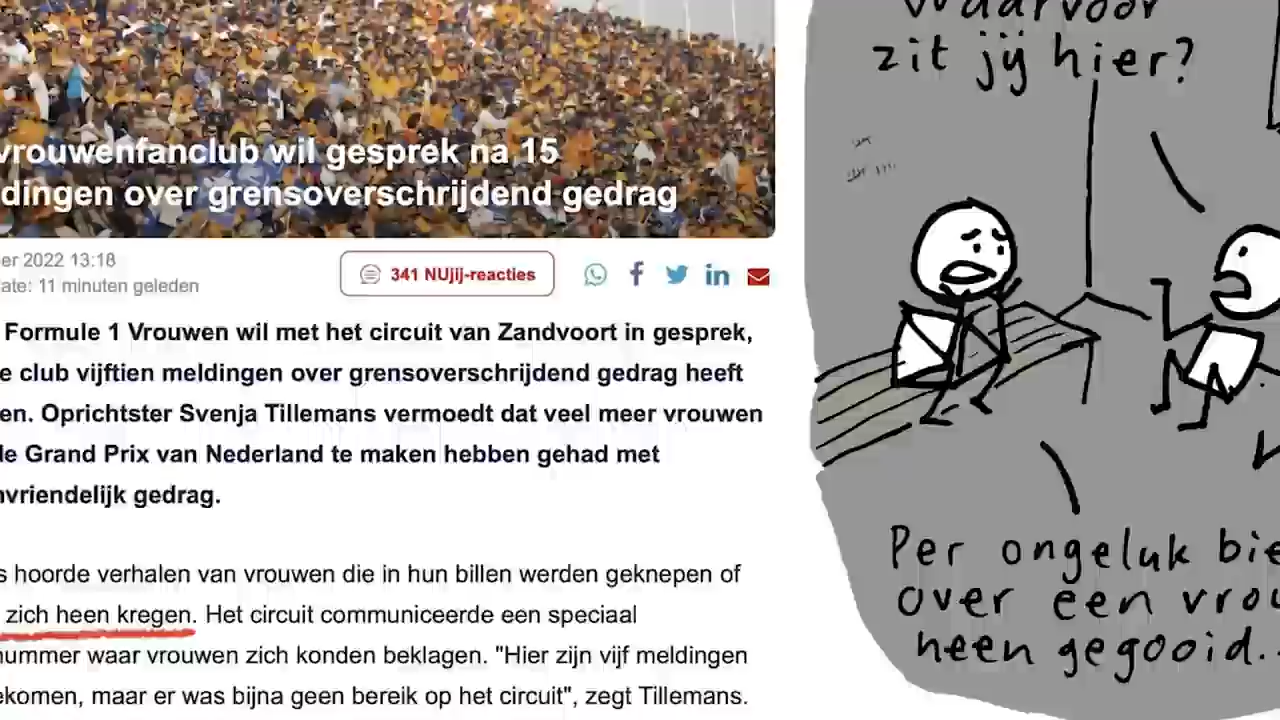 vrouwenfanclub wil gesprek na 15
dingen over grensoverschrijdend gedrag
er 2022 13:18
ate: 11 minuten geleden
341 NUjij-reacties
Formule 1 Vrouwen wil met het circuit van Zandvoort in gesprek,
e club vijftien meldingen over grensoverschrijdend gedrag heeft
en. Oprichtster Svenja Tillemans vermoedt dat veel meer vrouwen
de Grand Prix van Nederland te maken hebben gehad met
nvriendelijk gedrag.
s hoorde verhalen van vrouwen die in hun billen werden geknepen of
zich heen kregen. Het circuit communiceerde een speciaal
nummer waar vrouwen zich konden beklagen. "Hier zijn vijf meldingen
ekomen, maar er was bijna geen bereik op het circuit", zegt Tillemans.
Waarvoor
zit jij hier?
Per ongeluk bie
over een vrou
heen gegooid..